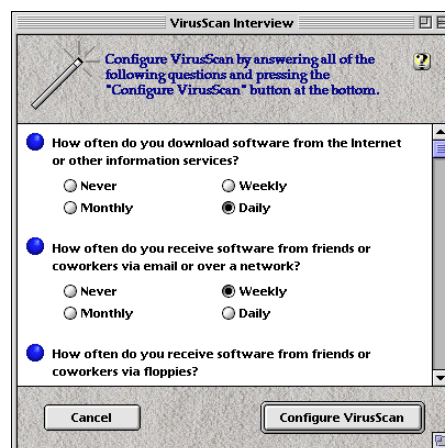 VirusScan Interview
Configure VirusScan by answering all of the
following questions and pressing the
"Configure VirusScan" button at the bottom.
?
How often do you download software from the Internet
or other information services?
Never Weekly
Monthly Daily
How often do you receive software from friends or
coworkers via email or over a network?
Never Weekly
Monthly Daily
How often do you receive software from friends or
coworkers via floppies?
Cancel Configure VirusScan